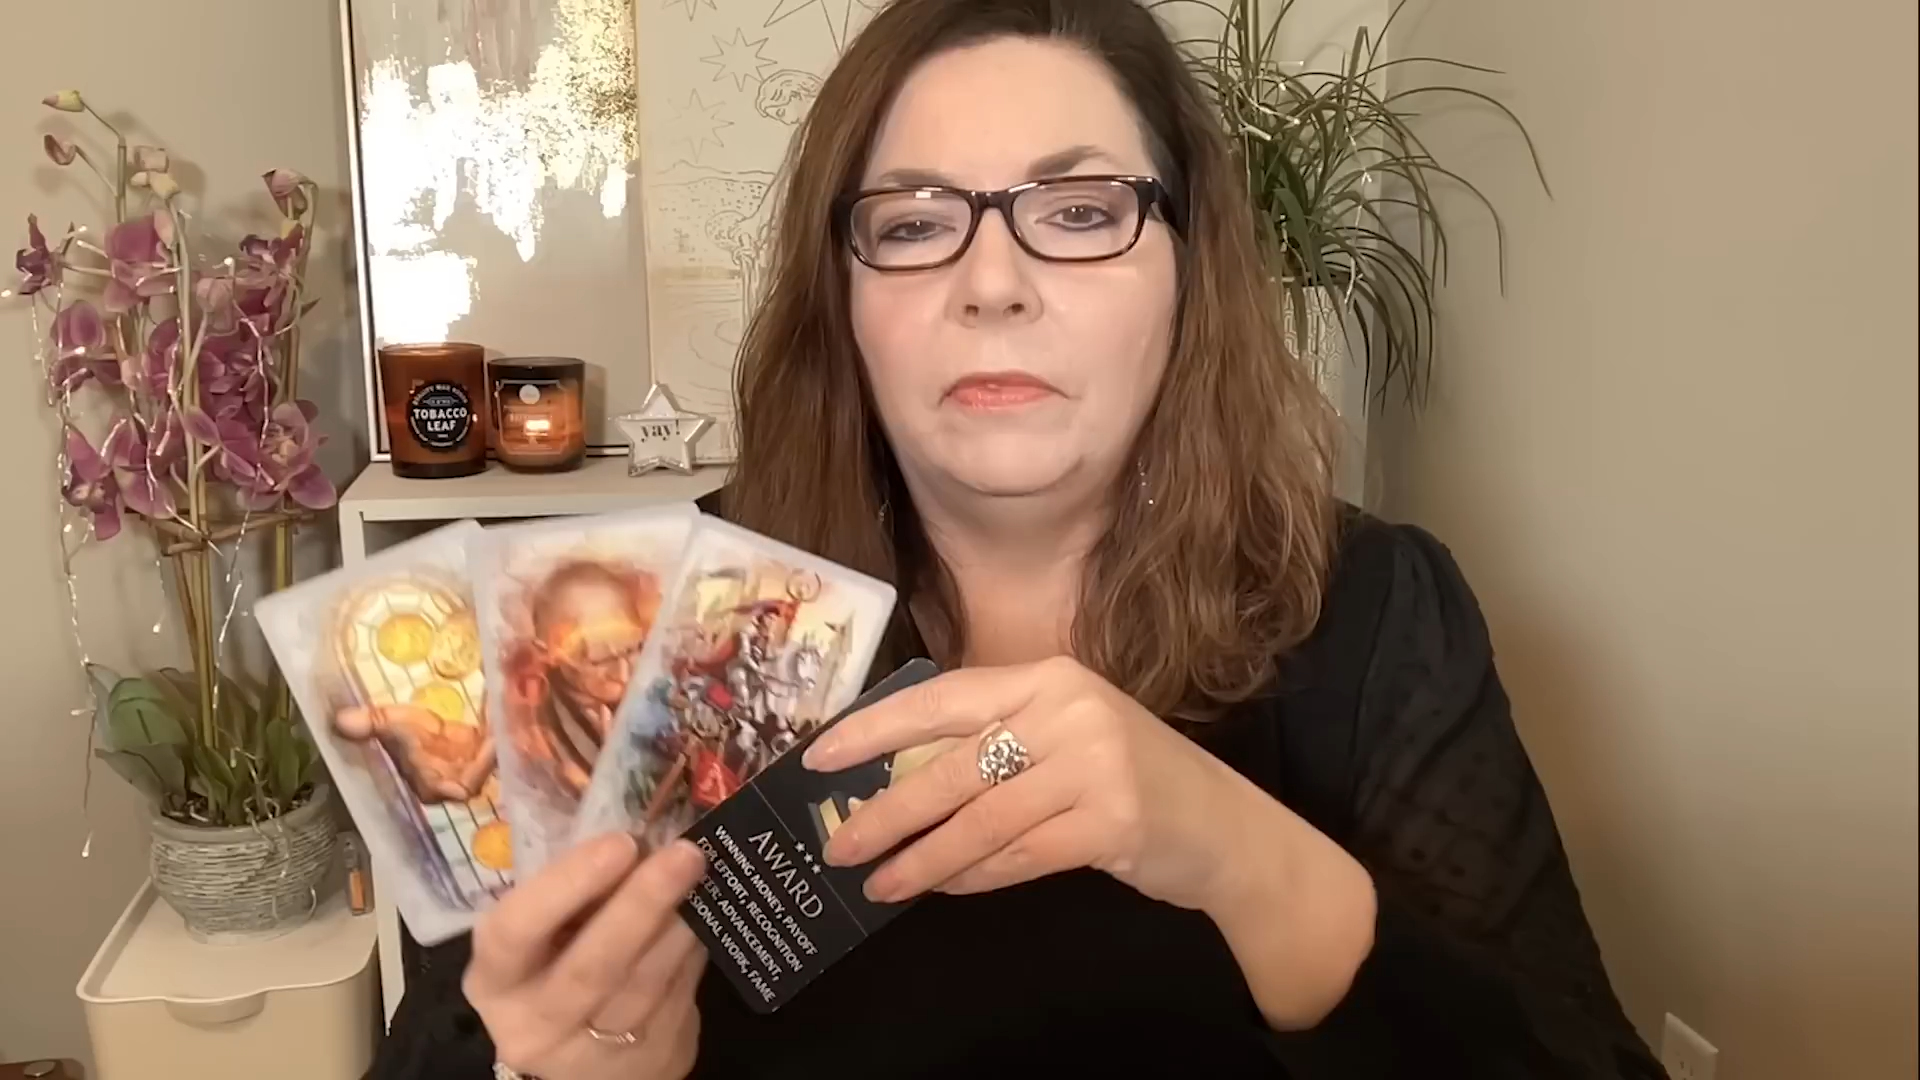 TOBACCO
LEAF
yay!
AWARD
WINNING MONEY, PAYOFF
FOR EFFORT, RECOGNITION
ADVANCEMENT,
WORK, FAME